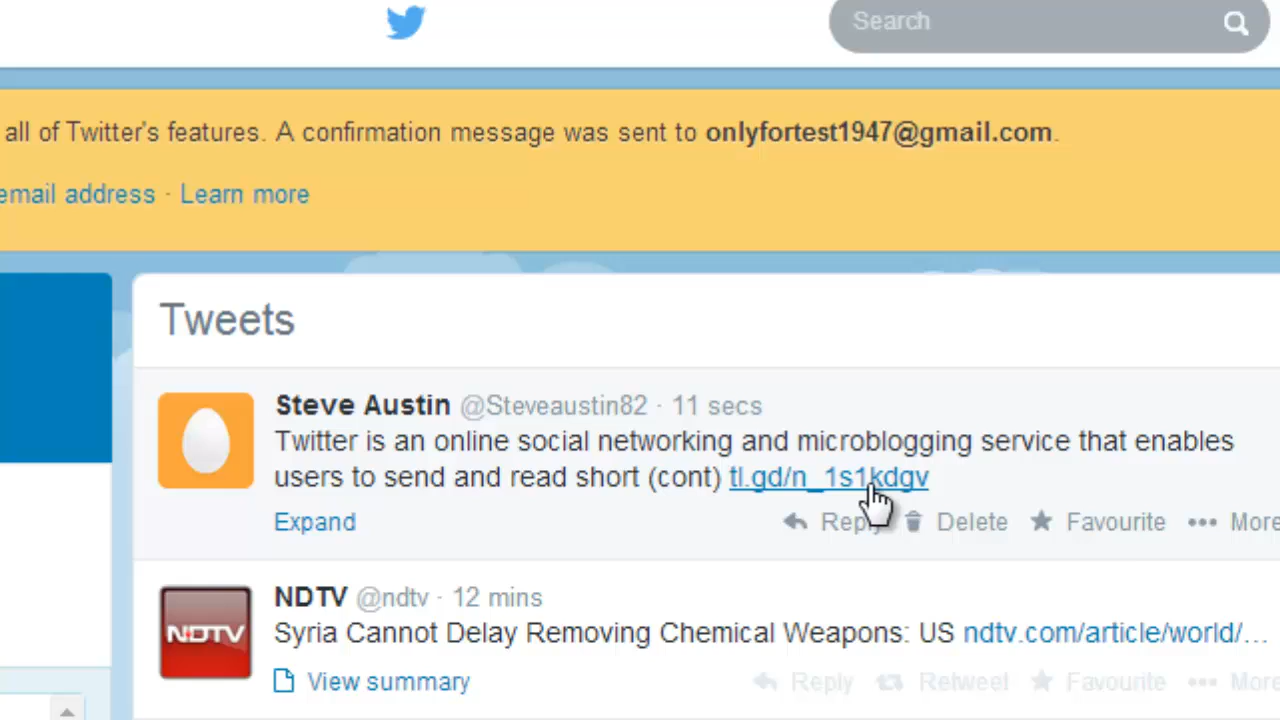 Search
all of Twitter's features. A confirmation message was sent to onlyfortest1947@gmail.com.
email address · Learn more
Tweets
Steve Austin @Steveaustin82 · 11 secs
Twitter is an online social networking and microblogging service that enables
users to send and read short (cont) tl.gd/n_1s1kdgv
Expand Reply Delete Favourite ••• More
NDTV @ndtv · 12 mins
NDTV Syria Cannot Delay Removing Chemical Weapons: US ndtv.com/article/world/...
View summary Reply Retweet Favourite ••• More